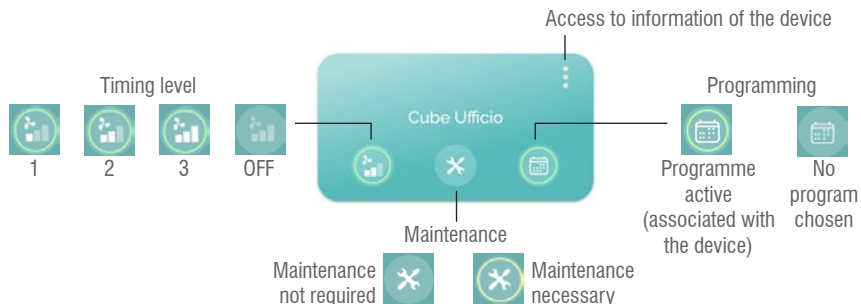 Access to information of the device
Timing level
Programming
Cube Ufficio
1
2
3
OFF
Programme
active
(associated with
the device)
No
program
chosen
Maintenance
Maintenance
not required
Maintenance
necessary